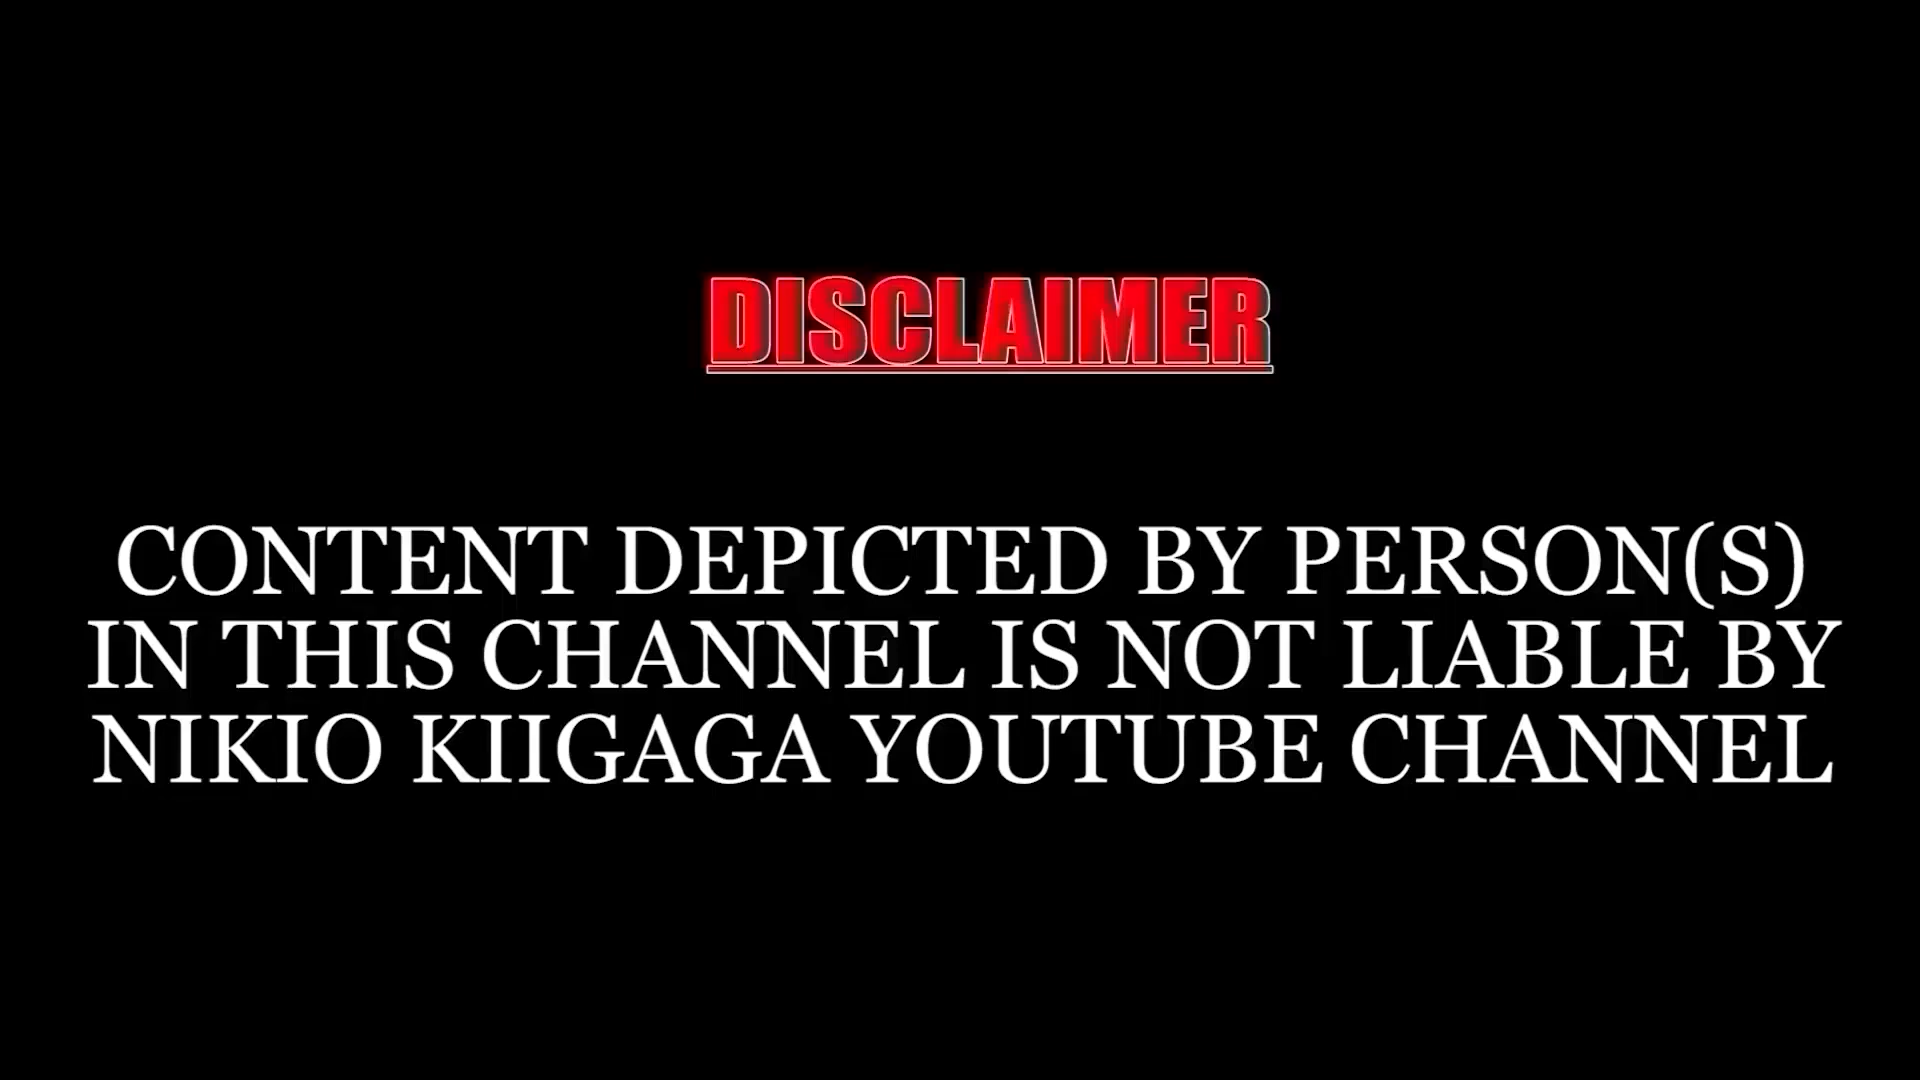 DISCLAIMER
CONTENT DEPICTED BY PERSON(S)
IN THIS CHANNEL IS NOT LIABLE BY
NIKIO KIIGAGA YOUTUBE CHANNEL